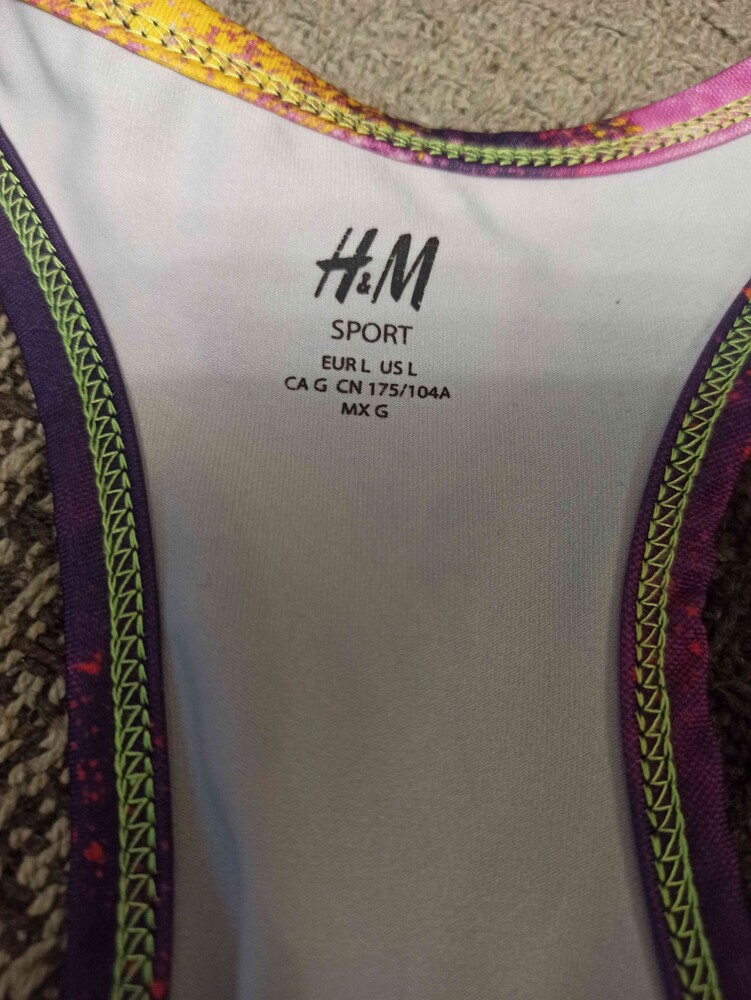 H&M
SPORT
EUR L US L
CA G CN 175/104A
MX G